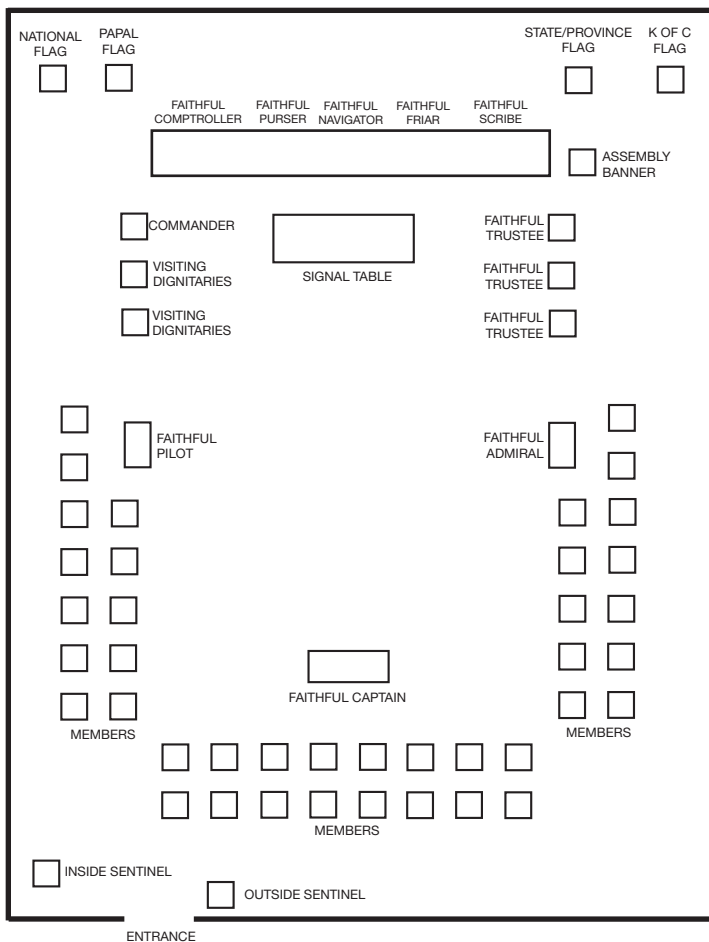 NATIONAL
FLAG
PAPAL
FLAG
STATE/PROVINCE
FLAG
K OF C
FLAG
FAITHFUL
COMPTROLLER
FAITHFUL
PURSER
FAITHFUL
NAVIGATOR
FAITHFUL
FRIAR
FAITHFUL
SCRIBE
ASSEMBLY
BANNER
COMMANDER
VISITING
DIGNITARIES
VISITING
DIGNITARIES
SIGNAL TABLE
FAITHFUL
TRUSTEE
FAITHFUL
TRUSTEE
FAITHFUL
TRUSTEE
FAITHFUL
PILOT
FAITHFUL
ADMIRAL
FAITHFUL CAPTAIN
MEMBERS
MEMBERS
MEMBERS
INSIDE SENTINEL
OUTSIDE SENTINEL
ENTRANCE